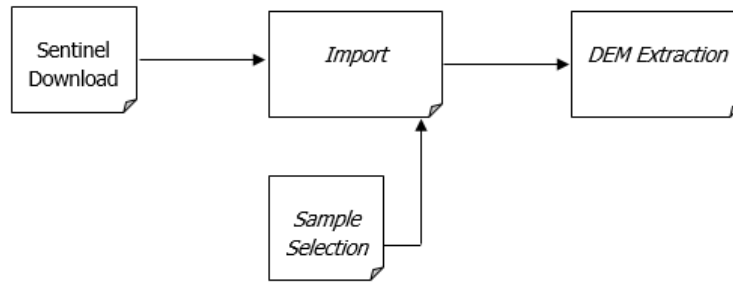 Sentinel
Download
Import
DEM Extraction
Sample
Selection